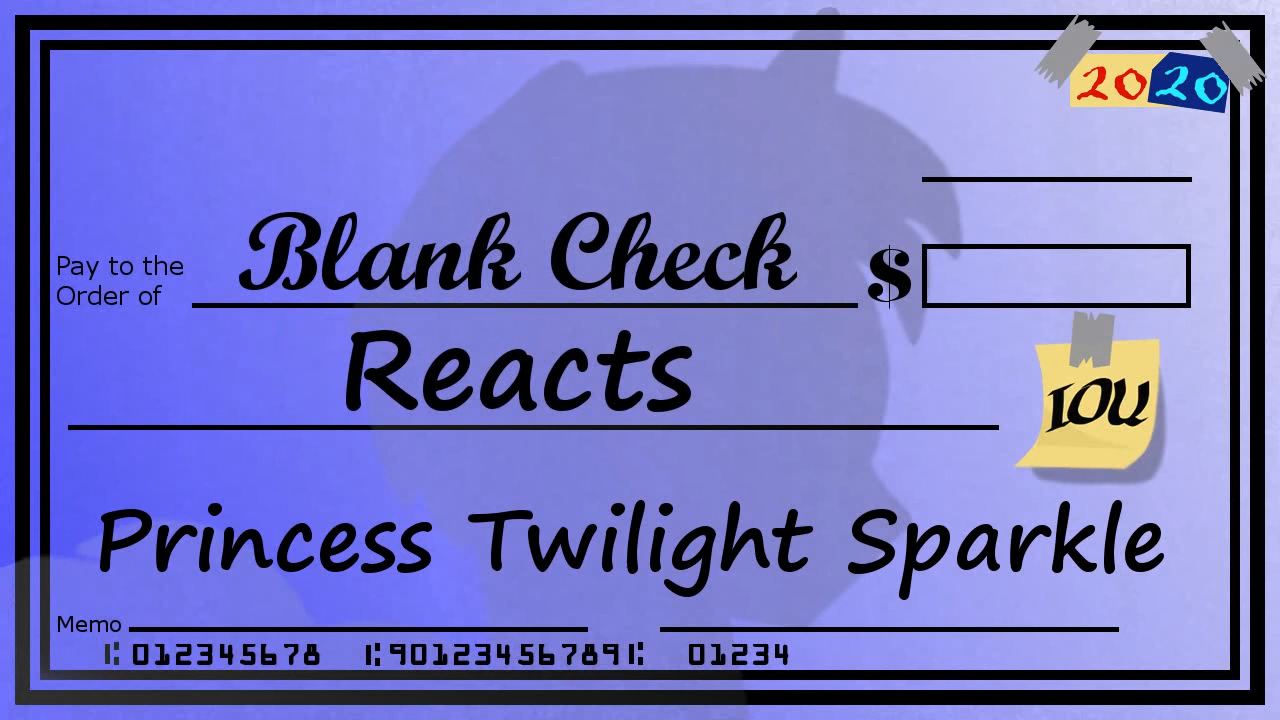 2020
Pay to the
Order of
Blank Check
$
Reacts
IOU
Princess Twilight Sparkle
Memo
⑆012345678 ⑆901234567891⑆ 01234